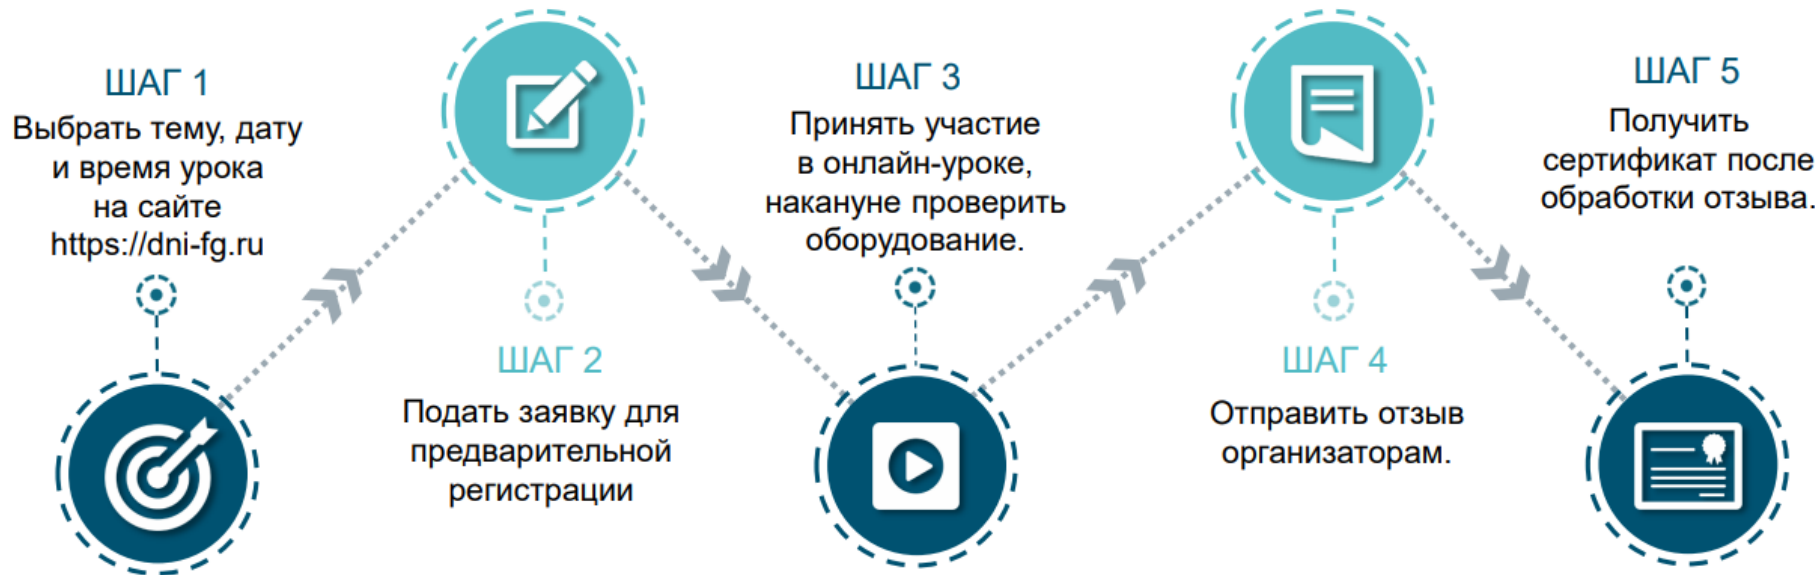 ШАГ 1
Выбрать тему, дату
и время урока
на сайте
https://dni-fg.ru
ШАГ 2
Подать заявку для
предварительной
регистрации
ШАГ 3
Принять участие
в онлайн-уроке,
накануне проверить
оборудование.
ШАГ 4
Отправить отзыв
организаторам.
ШАГ 5
Получить
сертификат после
обработки отзыва.